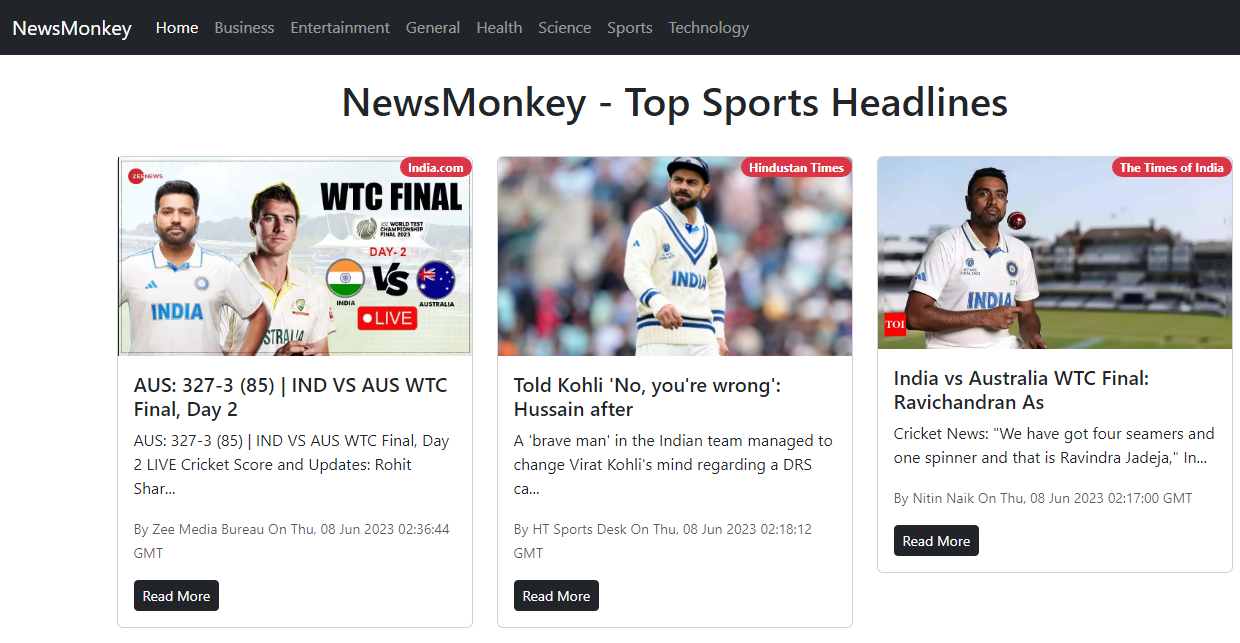 NewsMonkey Home Business Entertainment General Health Science Sports Technology
NewsMonkey - Top Sports Headlines
India.com
ZEE NEWS
WTC FINAL
ICC WORLD TEST
CHAMPIONSHIP
FINAL 2023
DAY- 2
VS
INDIA
AUSTRALIA
LIVE
INDIA
STRALIA
AUS: 327-3 (85) | IND VS AUS WTC
Final, Day 2
AUS: 327-3 (85) | IND VS AUS WTC Final, Day
2 LIVE Cricket Score and Updates: Rohit
Shar...
By Zee Media Bureau On Thu, 08 Jun 2023 02:36:44
GMT
Read More
Hindustan Times
INDIA
Told Kohli 'No, you're wrong':
Hussain after
A 'brave man' in the Indian team managed to
change Virat Kohli's mind regarding a DRS
ca...
By HT Sports Desk On Thu, 08 Jun 2023 02:18:12
GMT
Read More
The Times of India
INDIA
TOI
India vs Australia WTC Final:
Ravichandran As
Cricket News: "We have got four seamers and
one spinner and that is Ravindra Jadeja," In...
By Nitin Naik On Thu, 08 Jun 2023 02:17:00 GMT
Read More